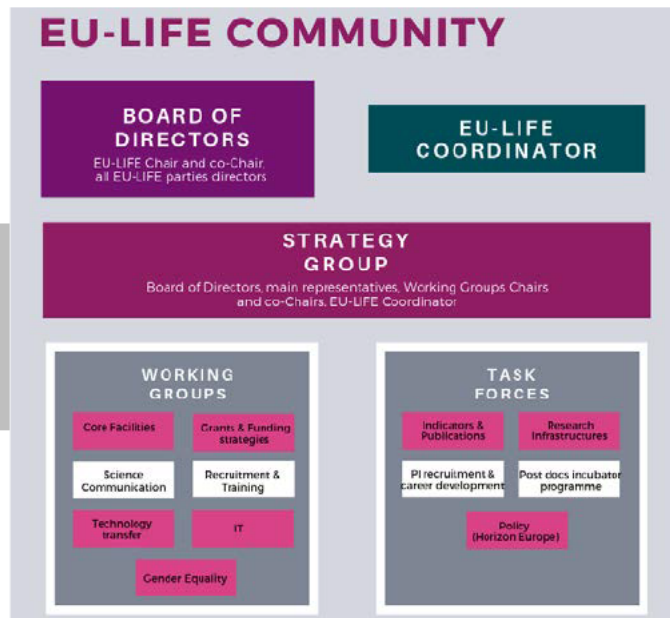 EU-LIFE COMMUNITY
BOARD OF
DIRECTORS
EU-LIFE Chair and co-Chair,
all EU-LIFE parties directors
EU-LIFE
COORDINATOR
STRATEGY
GROUP
Board of Directors, main representatives, Working Groups Chairs
and co-Chairs, EU-LIFE Coordinator
WORKING
GROUPS
Core Facilities
Grants & Funding
strategies
Science
Communication
Recruitment &
Training
Technology
transfer
IT
Gender Equality
TASK
FORCES
Indicators &
Publications
Research
Infrastructures
PI recruitment &
career development
Post docs incubator
programme
Policy
(Horizon Europe)